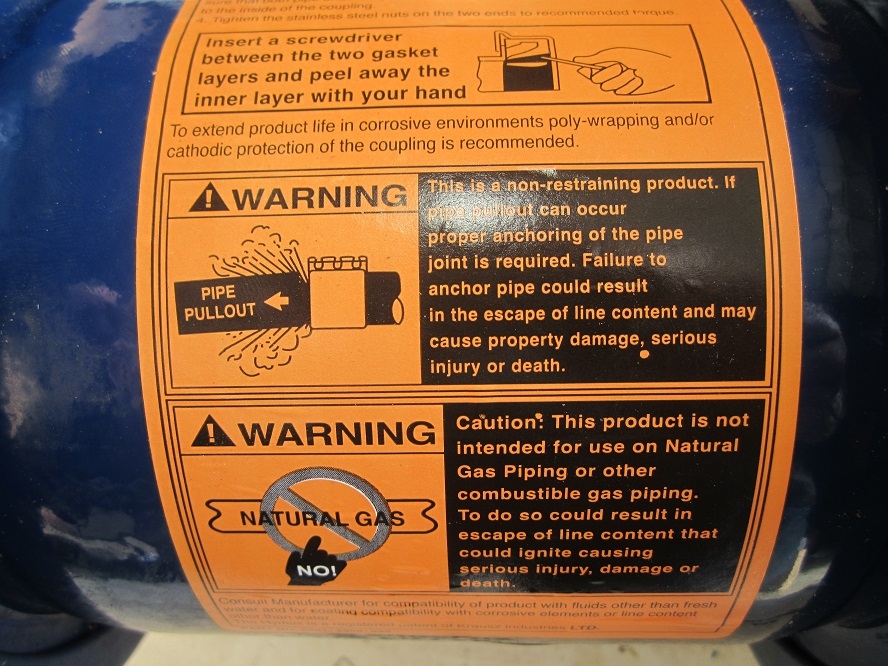 to the inside of the coupling.
4. Tighten the stainless steel nuts on the two ends to recommended torque.
Insert a screwdriver
between the two gasket
layers and peel away the
inner layer with your hand
To extend product life in corrosive environments poly-wrapping and/or
cathodic protection of the coupling is recommended.
WARNING
PIPE
PULLOUT
This is a non-restraining product. If
pipe pullout can occur
proper anchoring of the pipe
joint is required. Failure to
anchor pipe could result
in the escape of line content and may
cause property damage, serious
injury or death.
WARNING
NATURAL GAS
NO!
Caution: This product is not
intended for use on Natural
Gas Piping or other
combustible gas piping.
To do so could result in
escape of line content that
could ignite causing
serious injury, damage or
death.
Consult Manufacturer for compatibility of product with fluids other than fresh
water and for coating compatibility with corrosive elements or line content
other than water
Industries LTD.